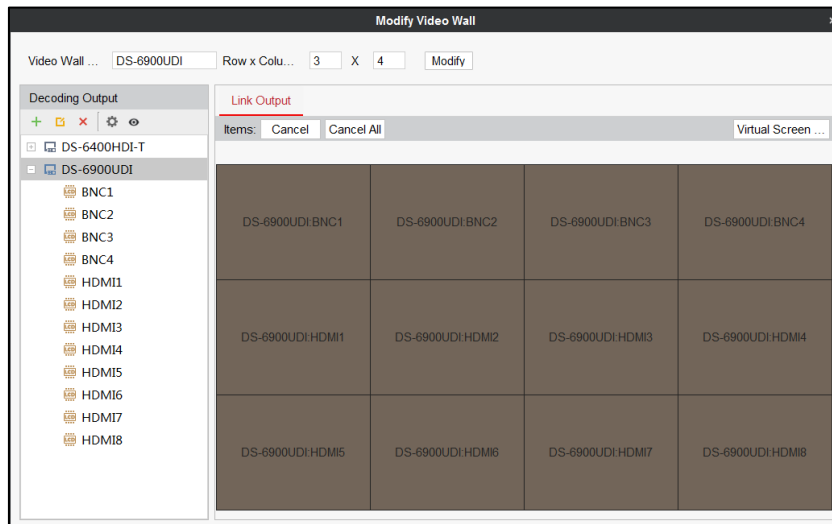 Modify Video Wall
Video Wall ... DS-6900UDI Row x Colu... 3 X 4 Modify
Decoding Output
Link Output
Items: Cancel Cancel All Virtual Screen ...
DS-6400HDI-T
DS-6900UDI
BNC1
BNC2
BNC3
BNC4
HDMI1
HDMI2
HDMI3
HDMI4
HDMI5
HDMI6
HDMI7
HDMI8
DS-6900UDI:BNC1 DS-6900UDI:BNC2 DS-6900UDI:BNC3 DS-6900UDI:BNC4
DS-6900UDI:HDMI1 DS-6900UDI:HDMI2 DS-6900UDI:HDMI3 DS-6900UDI:HDMI4
DS-6900UDI:HDMI5 DS-6900UDI:HDMI6 DS-6900UDI:HDMI7 DS-6900UDI:HDMI8